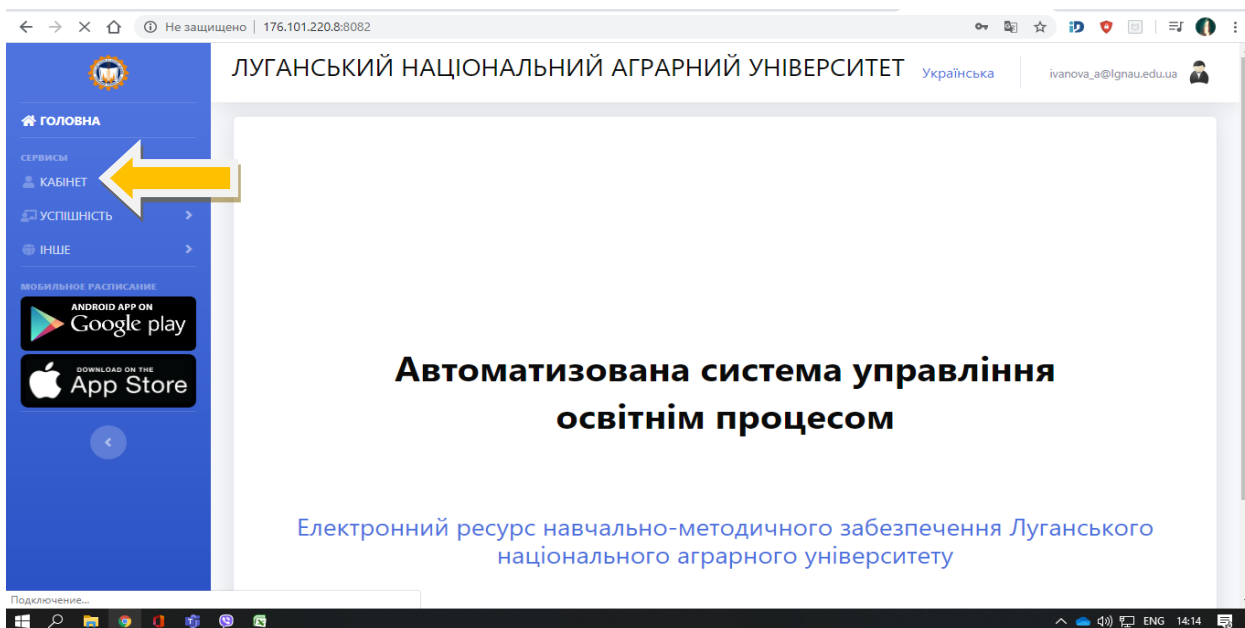 Не защищено | 176.101.220.8:8082
ЛУГАНСЬКИЙ НАЦІОНАЛЬНИЙ АГРАРНИЙ УНІВЕРСИТЕТ
Українська
ivanova_a@lgnau.edu.ua
ГОЛОВНА
СЕРВИСЫ
КАБІНЕТ
УСПІШНІСТЬ
ІНШЕ
МОБИЛЬНОЕ РАСПИСАНИЕ
ANDROID APP ON
Google play
DOWNLOAD ON THE
App Store
Автоматизована система управління
освітнім процесом
Електронний ресурс навчально-методичного забезпечення Луганського
національного аграрного університету
Подключение...
ENG 14:14